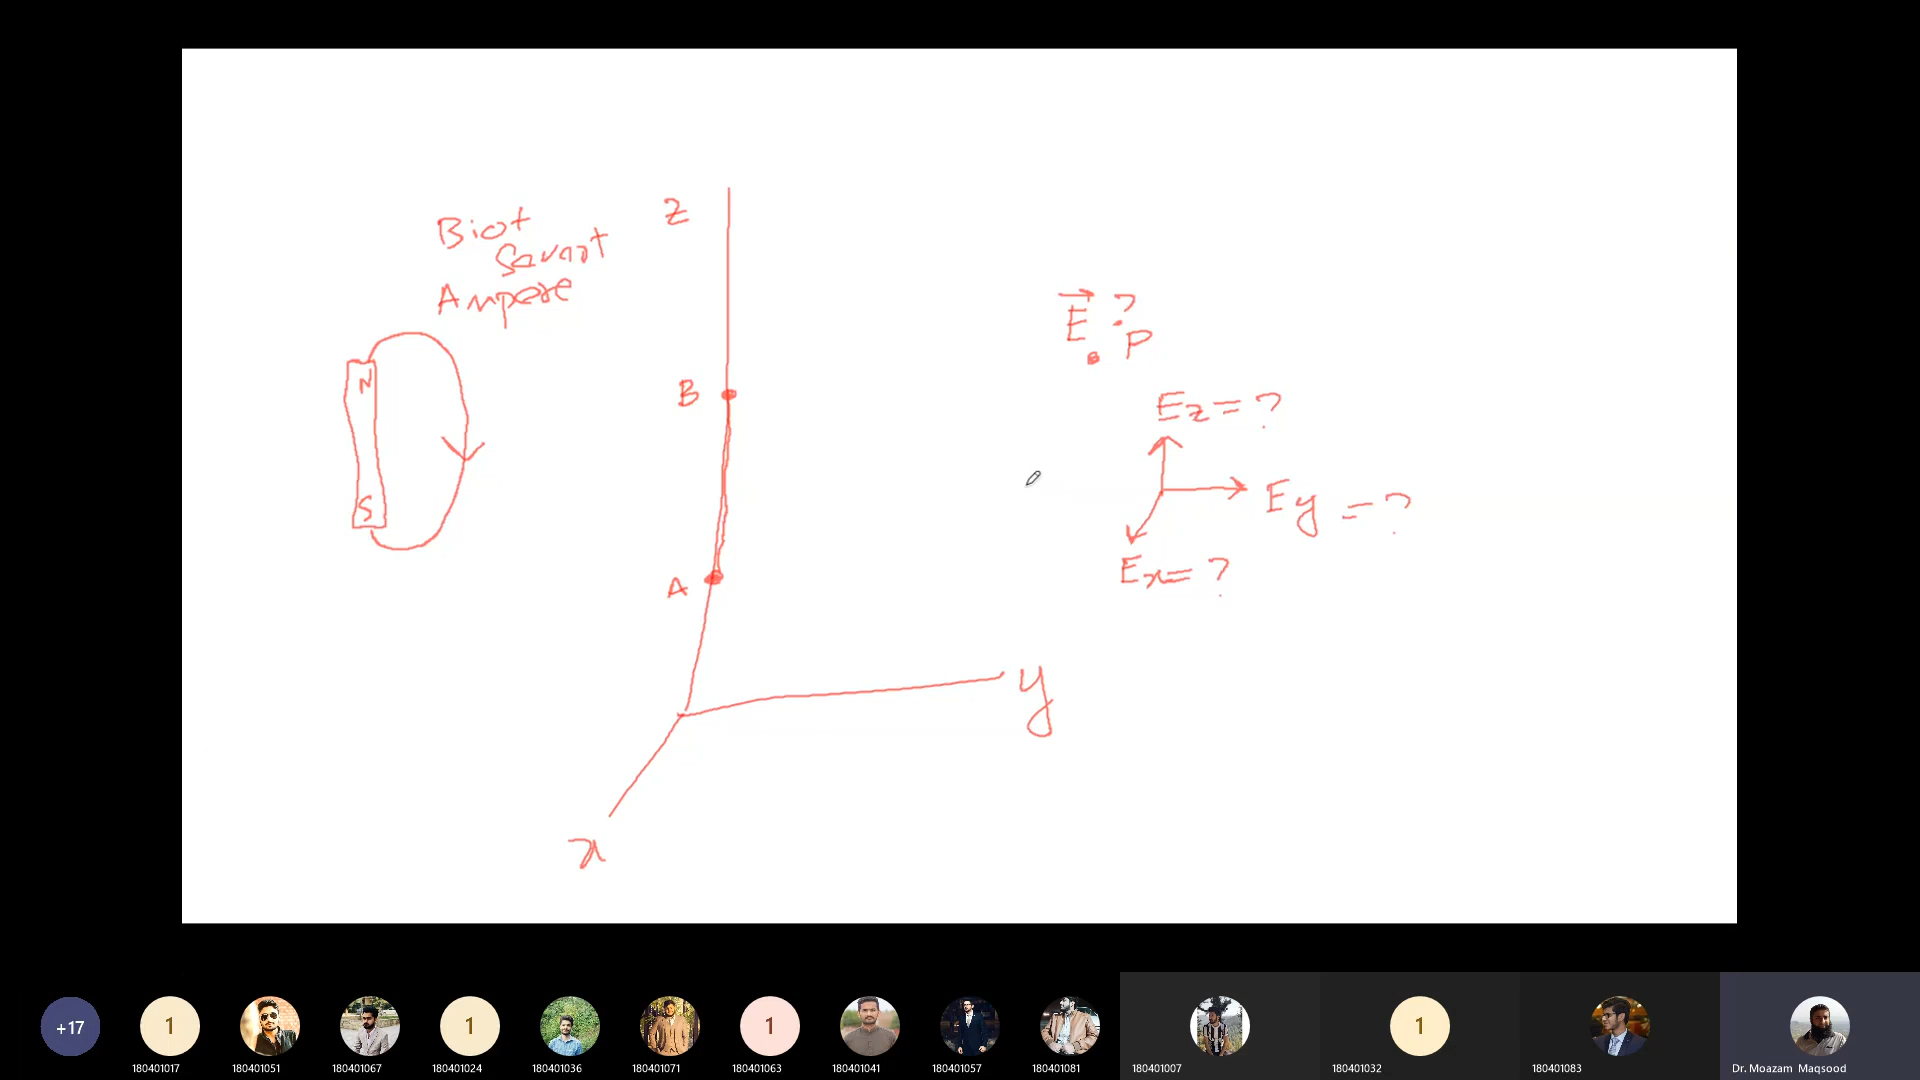 Biot
Savart
Ampere
N
S
z
B
A
x
y
E ?
P
Ez = ?
Ey = ?
Ex = ?
+17
1
1
1
1
180401017
180401051
180401067
180401024
180401036
180401071
180401063
180401041
180401057
180401081
180401007
180401032
180401083
Dr. Moazam Maqsood